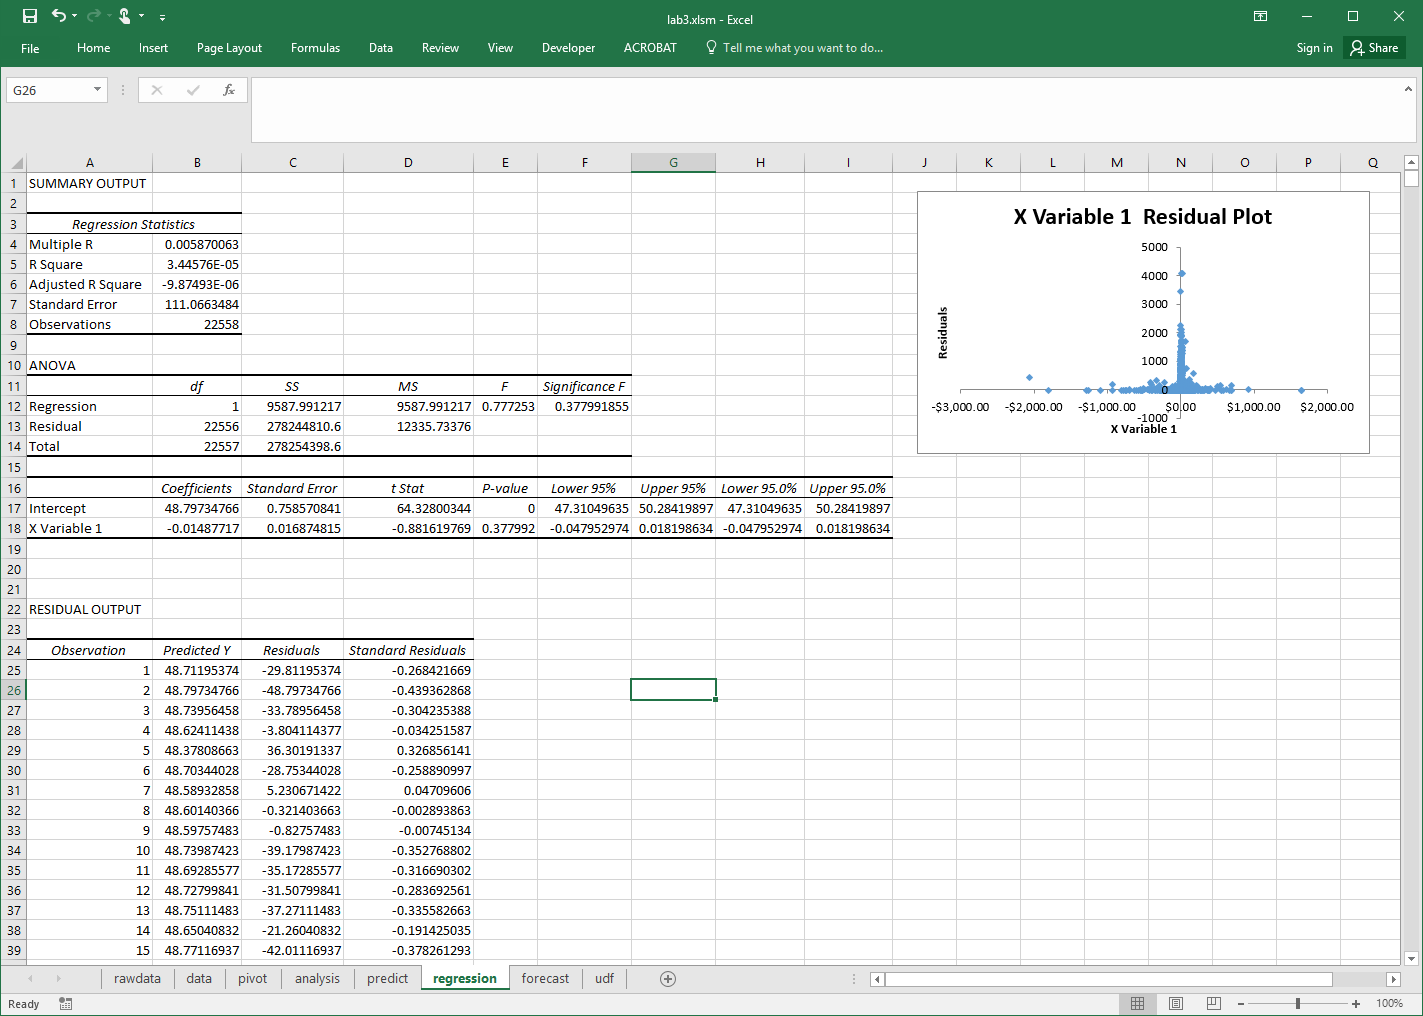 lab3.xlsm - Excel
File Home Insert Page Layout Formulas Data Review View Developer ACROBAT Tell me what you want to do... Sign in Share
G26 fx
A B C D E F G H I J K L M N O P Q
1 SUMMARY OUTPUT
2
3 Regression Statistics
4 Multiple R 0.005870063
5 R Square 3.44576E-05
6 Adjusted R Square -9.87493E-06
7 Standard Error 111.0663484
8 Observations 22558
9
10 ANOVA
11 df SS MS F Significance F
12 Regression 1 9587.991217 9587.991217 0.777253 0.377991855
13 Residual 22556 278244810.6 12335.73376
14 Total 22557 278254398.6
15
16 Coefficients Standard Error t Stat P-value Lower 95% Upper 95% Lower 95.0% Upper 95.0%
17 Intercept 48.79734766 0.758570841 64.32800344 0 47.31049635 50.28419897 47.31049635 50.28419897
18 X Variable 1 -0.01487717 0.016874815 -0.881619769 0.377992 -0.047952974 0.018198634 -0.047952974 0.018198634
19
20
21
22 RESIDUAL OUTPUT
23
24 Observation Predicted Y Residuals Standard Residuals
25 1 48.71195374 -29.81195374 -0.268421669
26 2 48.79734766 -48.79734766 -0.439362868
27 3 48.73956458 -33.78956458 -0.304235388
28 4 48.62411438 -3.804114377 -0.034251587
29 5 48.37808663 36.30191337 0.326856141
30 6 48.70344028 -28.75344028 -0.258890997
31 7 48.58932858 5.230671422 0.04709606
32 8 48.60140366 -0.321403663 -0.002893863
33 9 48.59757483 -0.82757483 -0.00745134
34 10 48.73987423 -39.17987423 -0.352768802
35 11 48.69285577 -35.17285577 -0.316690302
36 12 48.72799841 -31.50799841 -0.283692561
37 13 48.75111483 -37.27111483 -0.335582663
38 14 48.65040832 -21.26040832 -0.191425035
39 15 48.77116937 -42.01116937 -0.378261293
X Variable 1 Residual Plot
5000
4000
3000
2000
1000
0
-1000
Residuals
-$3,000.00 -$2,000.00 -$1,000.00 $0.00 $1,000.00 $2,000.00
X Variable 1
rawdata data pivot analysis predict regression forecast udf
Ready 100%